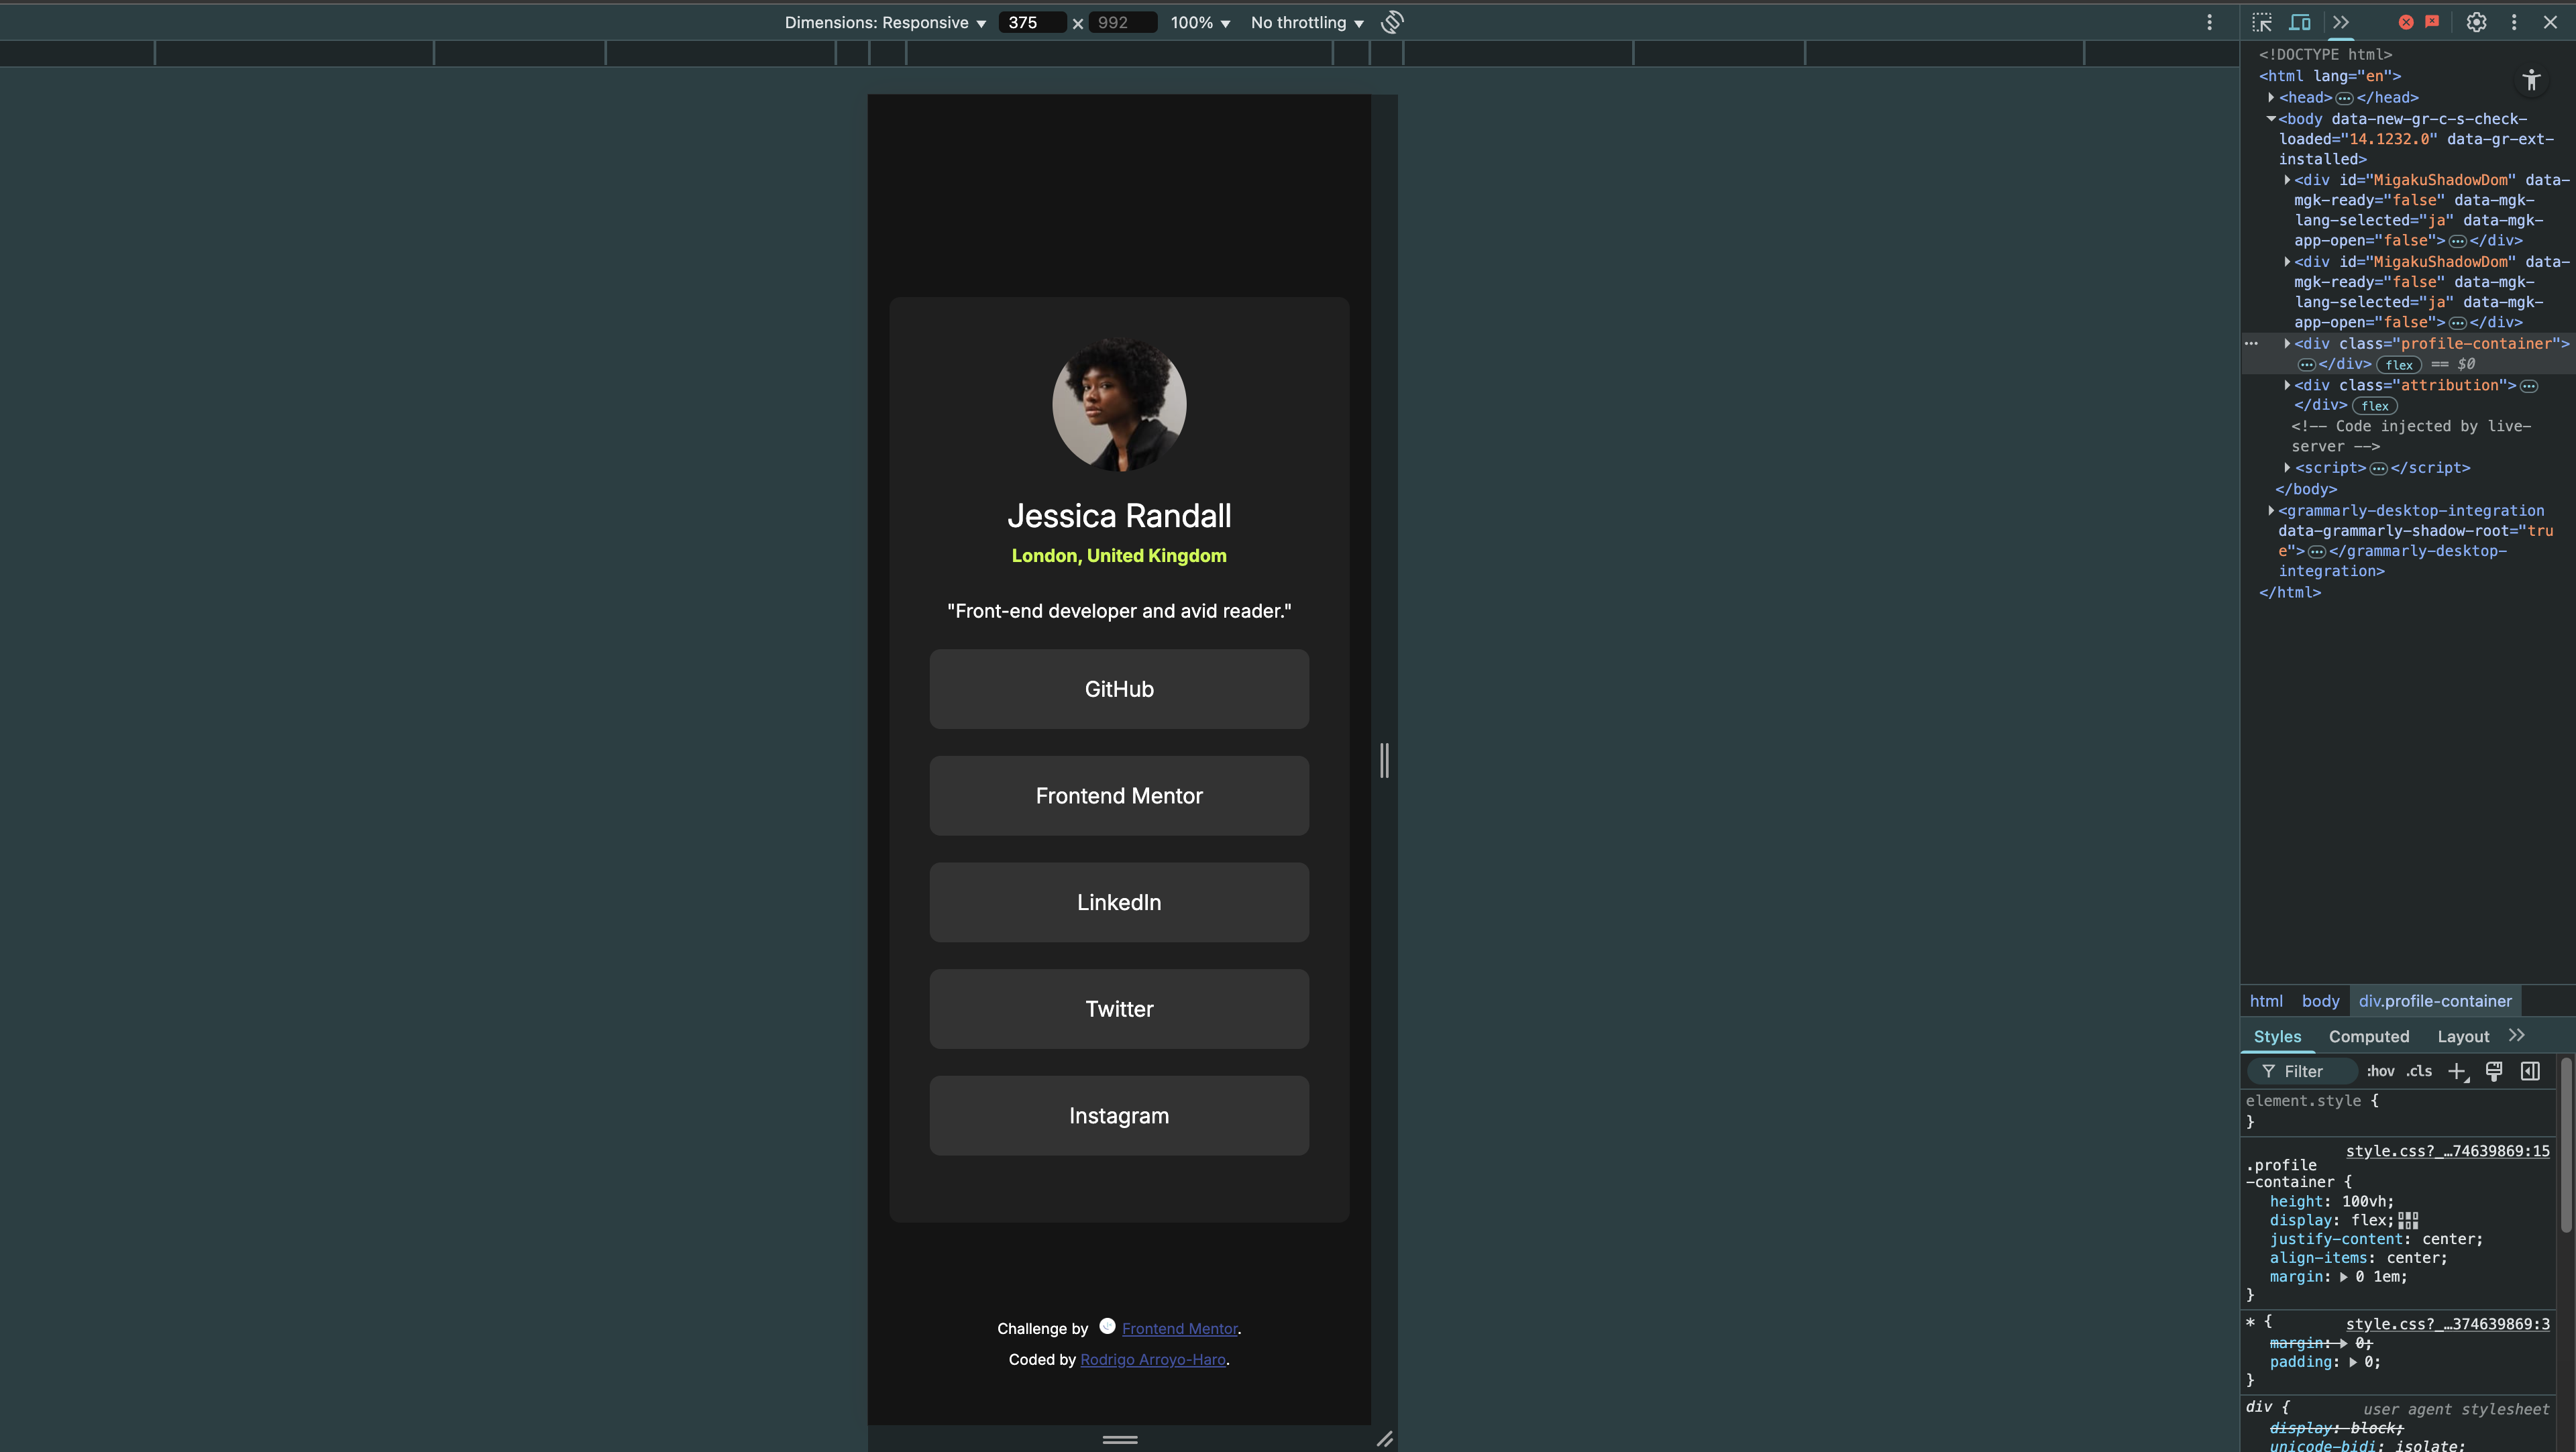 Dimensions: Responsive ▼ 375 × 992 100% ▼ No throttling ▼
Jessica Randall
London, United Kingdom
"Front-end developer and avid reader."
GitHub
Frontend Mentor
LinkedIn
Twitter
Instagram
Challenge by Frontend Mentor.
Coded by Rodrigo Arroyo-Haro.
<!DOCTYPE html>
<html lang="en">
<head>…</head>
<body data-new-gr-c-s-check-
loaded="14.1232.0" data-gr-ext-
installed>
<div id="MigakuShadowDom" data-
mgk-ready="false" data-mgk-
lang-selected="ja" data-mgk-
app-open="false">…</div>
<div id="MigakuShadowDom" data-
mgk-ready="false" data-mgk-
lang-selected="ja" data-mgk-
app-open="false">…</div>
<div class="profile-container">
…</div> flex == $0
<div class="attribution">…
</div> flex
<!-- Code injected by live-
server -->
<script>…</script>
</body>
<grammarly-desktop-integration
data-grammarly-shadow-root="tru
e">…</grammarly-desktop-
integration>
</html>
html body div.profile-container
Styles Computed Layout
Filter :hov .cls
element.style {
}
style.css?_…74639869:15
.profile
-container {
height: 100vh;
display: flex;
justify-content: center;
align-items: center;
margin: 0 1em;
}
* { style.css?_…374639869:3
margin: 0;
padding: 0;
}
div { user agent stylesheet
display: block;
unicode-bidi: isolate;